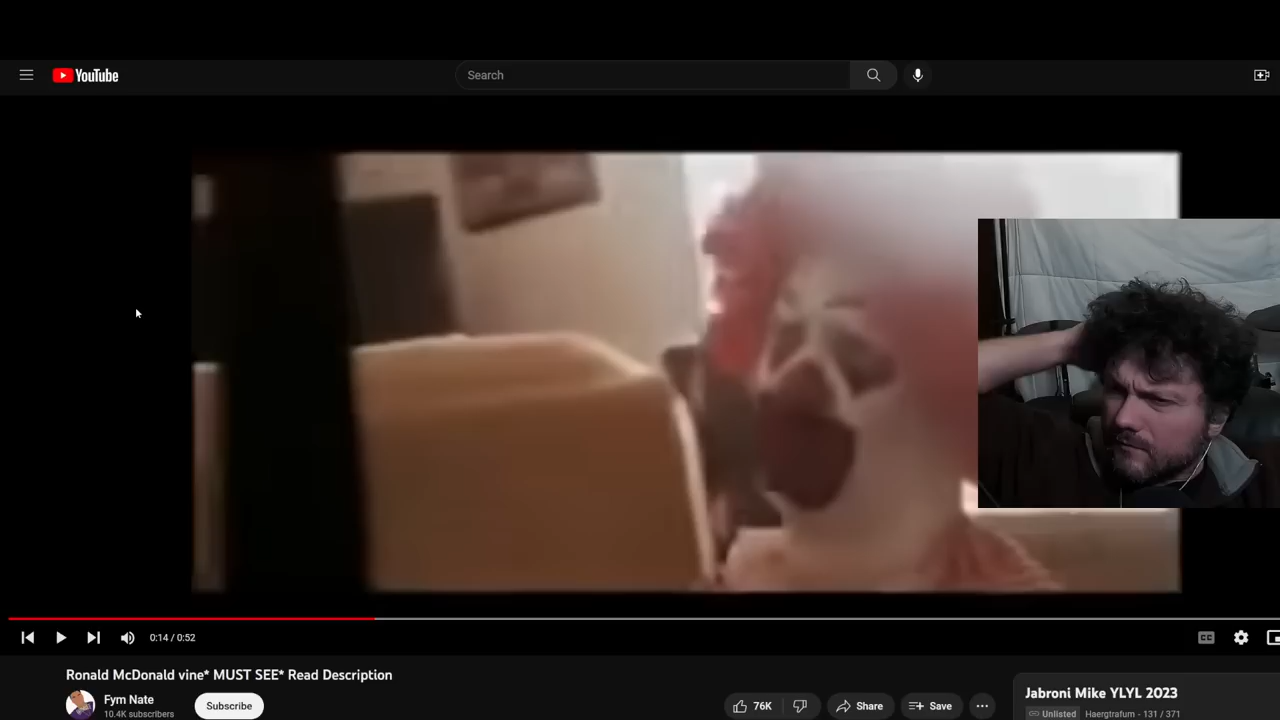 YouTube
Search
0:14 / 0:52
CC
Ronald McDonald vine* MUST SEE* Read Description
Fym Nate
10.4K subscribers
Subscribe
76K
Share
Save
Jabroni Mike YLYL 2023
Unlisted
Haergtrafum - 131 / 371